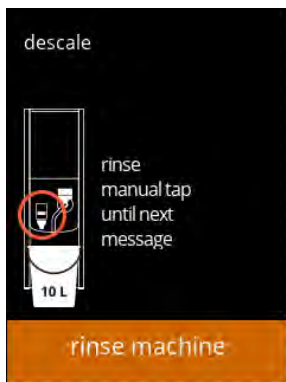 descale
rinse
manual tap
until next
message
10 L
rinse machine